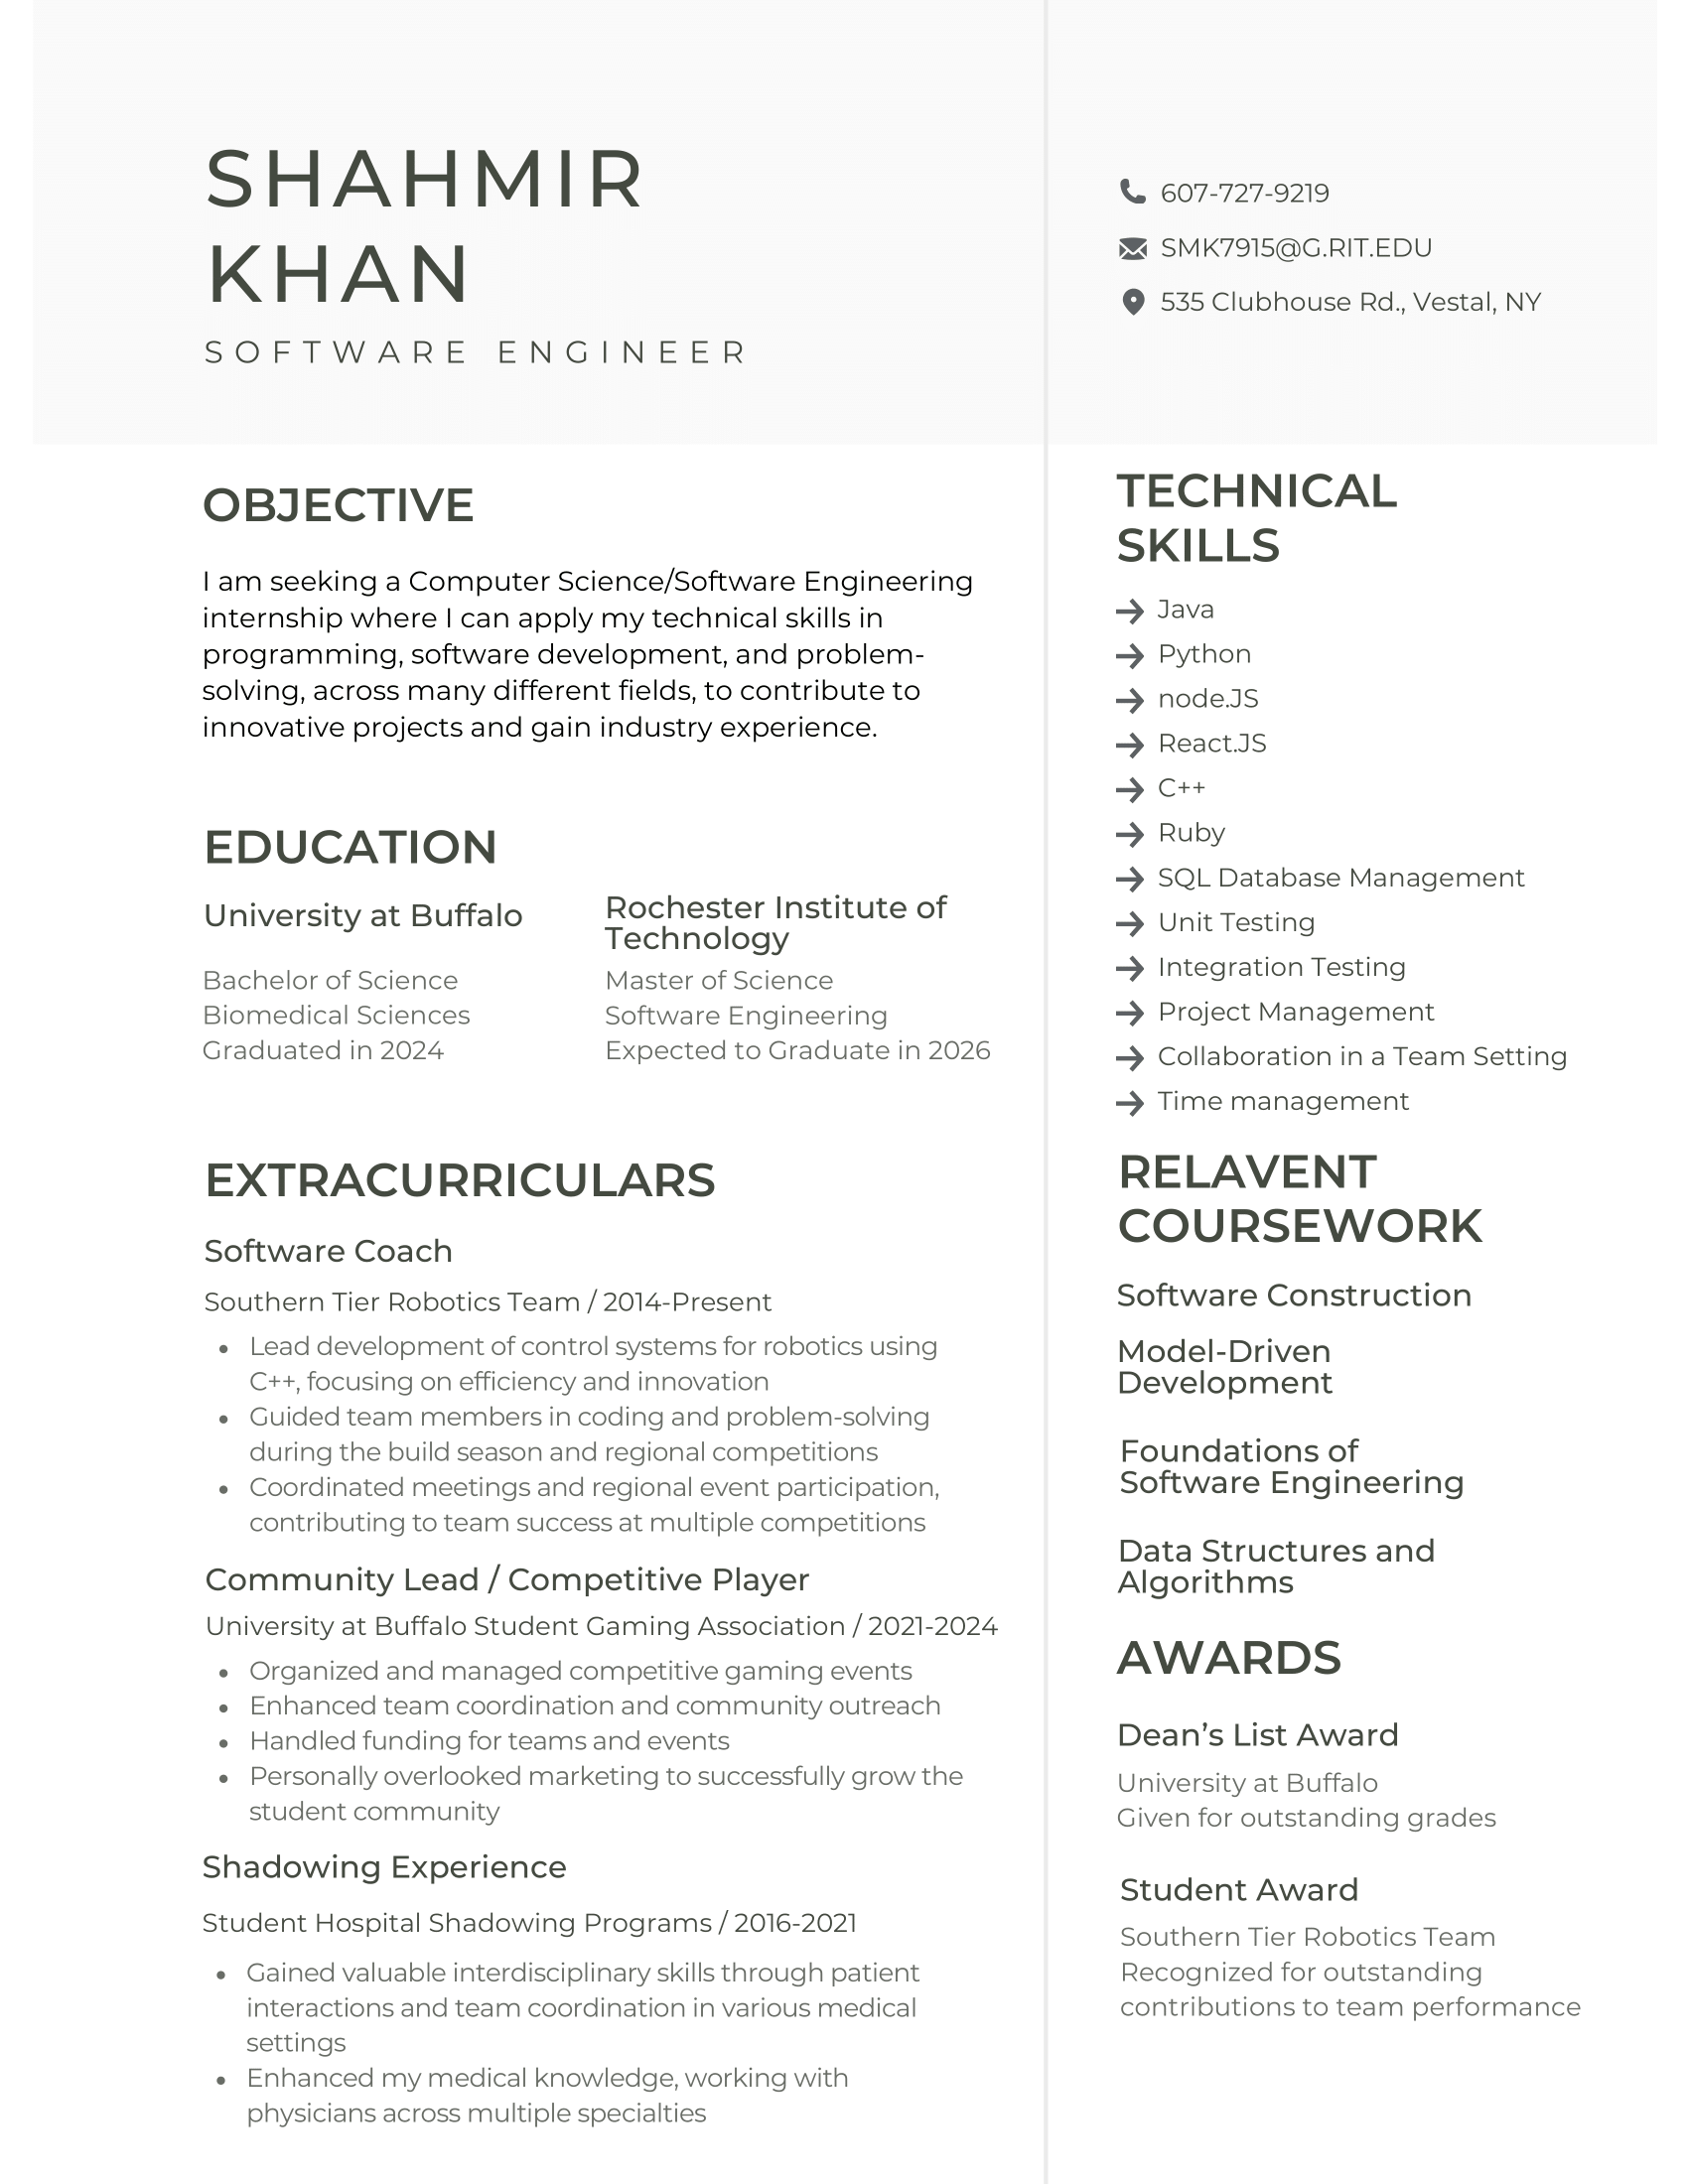 SHAHMIR
KHAN
SOFTWARE ENGINEER
607-727-9219
SMK7915@G.RIT.EDU
535 Clubhouse Rd., Vestal, NY
OBJECTIVE
I am seeking a Computer Science/Software Engineering
internship where I can apply my technical skills in
programming, software development, and problem-
solving, across many different fields, to contribute to
innovative projects and gain industry experience.
EDUCATION
University at Buffalo
Bachelor of Science
Biomedical Sciences
Graduated in 2024
Rochester Institute of
Technology
Master of Science
Software Engineering
Expected to Graduate in 2026
EXTRACURRICULARS
Software Coach
Southern Tier Robotics Team / 2014-Present
• Lead development of control systems for robotics using
C++, focusing on efficiency and innovation
• Guided team members in coding and problem-solving
during the build season and regional competitions
• Coordinated meetings and regional event participation,
contributing to team success at multiple competitions
Community Lead / Competitive Player
University at Buffalo Student Gaming Association / 2021-2024
• Organized and managed competitive gaming events
• Enhanced team coordination and community outreach
• Handled funding for teams and events
• Personally overlooked marketing to successfully grow the
student community
Shadowing Experience
Student Hospital Shadowing Programs / 2016-2021
• Gained valuable interdisciplinary skills through patient
interactions and team coordination in various medical
settings
• Enhanced my medical knowledge, working with
physicians across multiple specialties
TECHNICAL
SKILLS
→ Java
→ Python
→ node.JS
→ React.JS
→ C++
→ Ruby
→ SQL Database Management
→ Unit Testing
→ Integration Testing
→ Project Management
→ Collaboration in a Team Setting
→ Time management
RELAVENT
COURSEWORK
Software Construction
Model-Driven
Development
Foundations of
Software Engineering
Data Structures and
Algorithms
AWARDS
Dean’s List Award
University at Buffalo
Given for outstanding grades
Student Award
Southern Tier Robotics Team
Recognized for outstanding
contributions to team performance